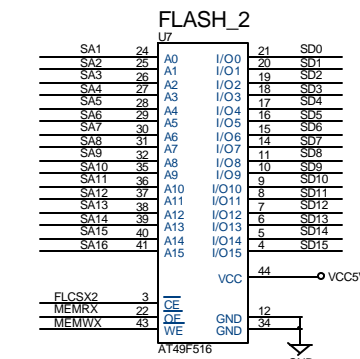 FLASH_2
U7
SA1 24 A0 I/O0 21 SD0
SA2 25 A1 I/O1 20 SD1
SA3 26 A2 I/O2 19 SD2
SA4 27 A3 I/O3 18 SD3
SA5 28 A4 I/O4 17 SD4
SA6 29 A5 I/O5 16 SD5
SA7 30 A6 I/O6 15 SD6
SA8 31 A7 I/O7 14 SD7
SA9 32 A8 I/O8 11 SD8
SA10 35 A9 I/O9 10 SD9
SA11 36 A10 I/O10 9 SD10
SA12 37 A11 I/O11 8 SD11
SA13 38 A12 I/O12 7 SD12
SA14 39 A13 I/O13 6 SD13
SA15 40 A14 I/O14 5 SD14
SA16 41 A15 I/O15 4 SD15
VCC 44 VCC5V
FLCSX2 3 CE
MEMRX 22 OE GND 12
MEMWX 43 WE GND 34
AT49F516